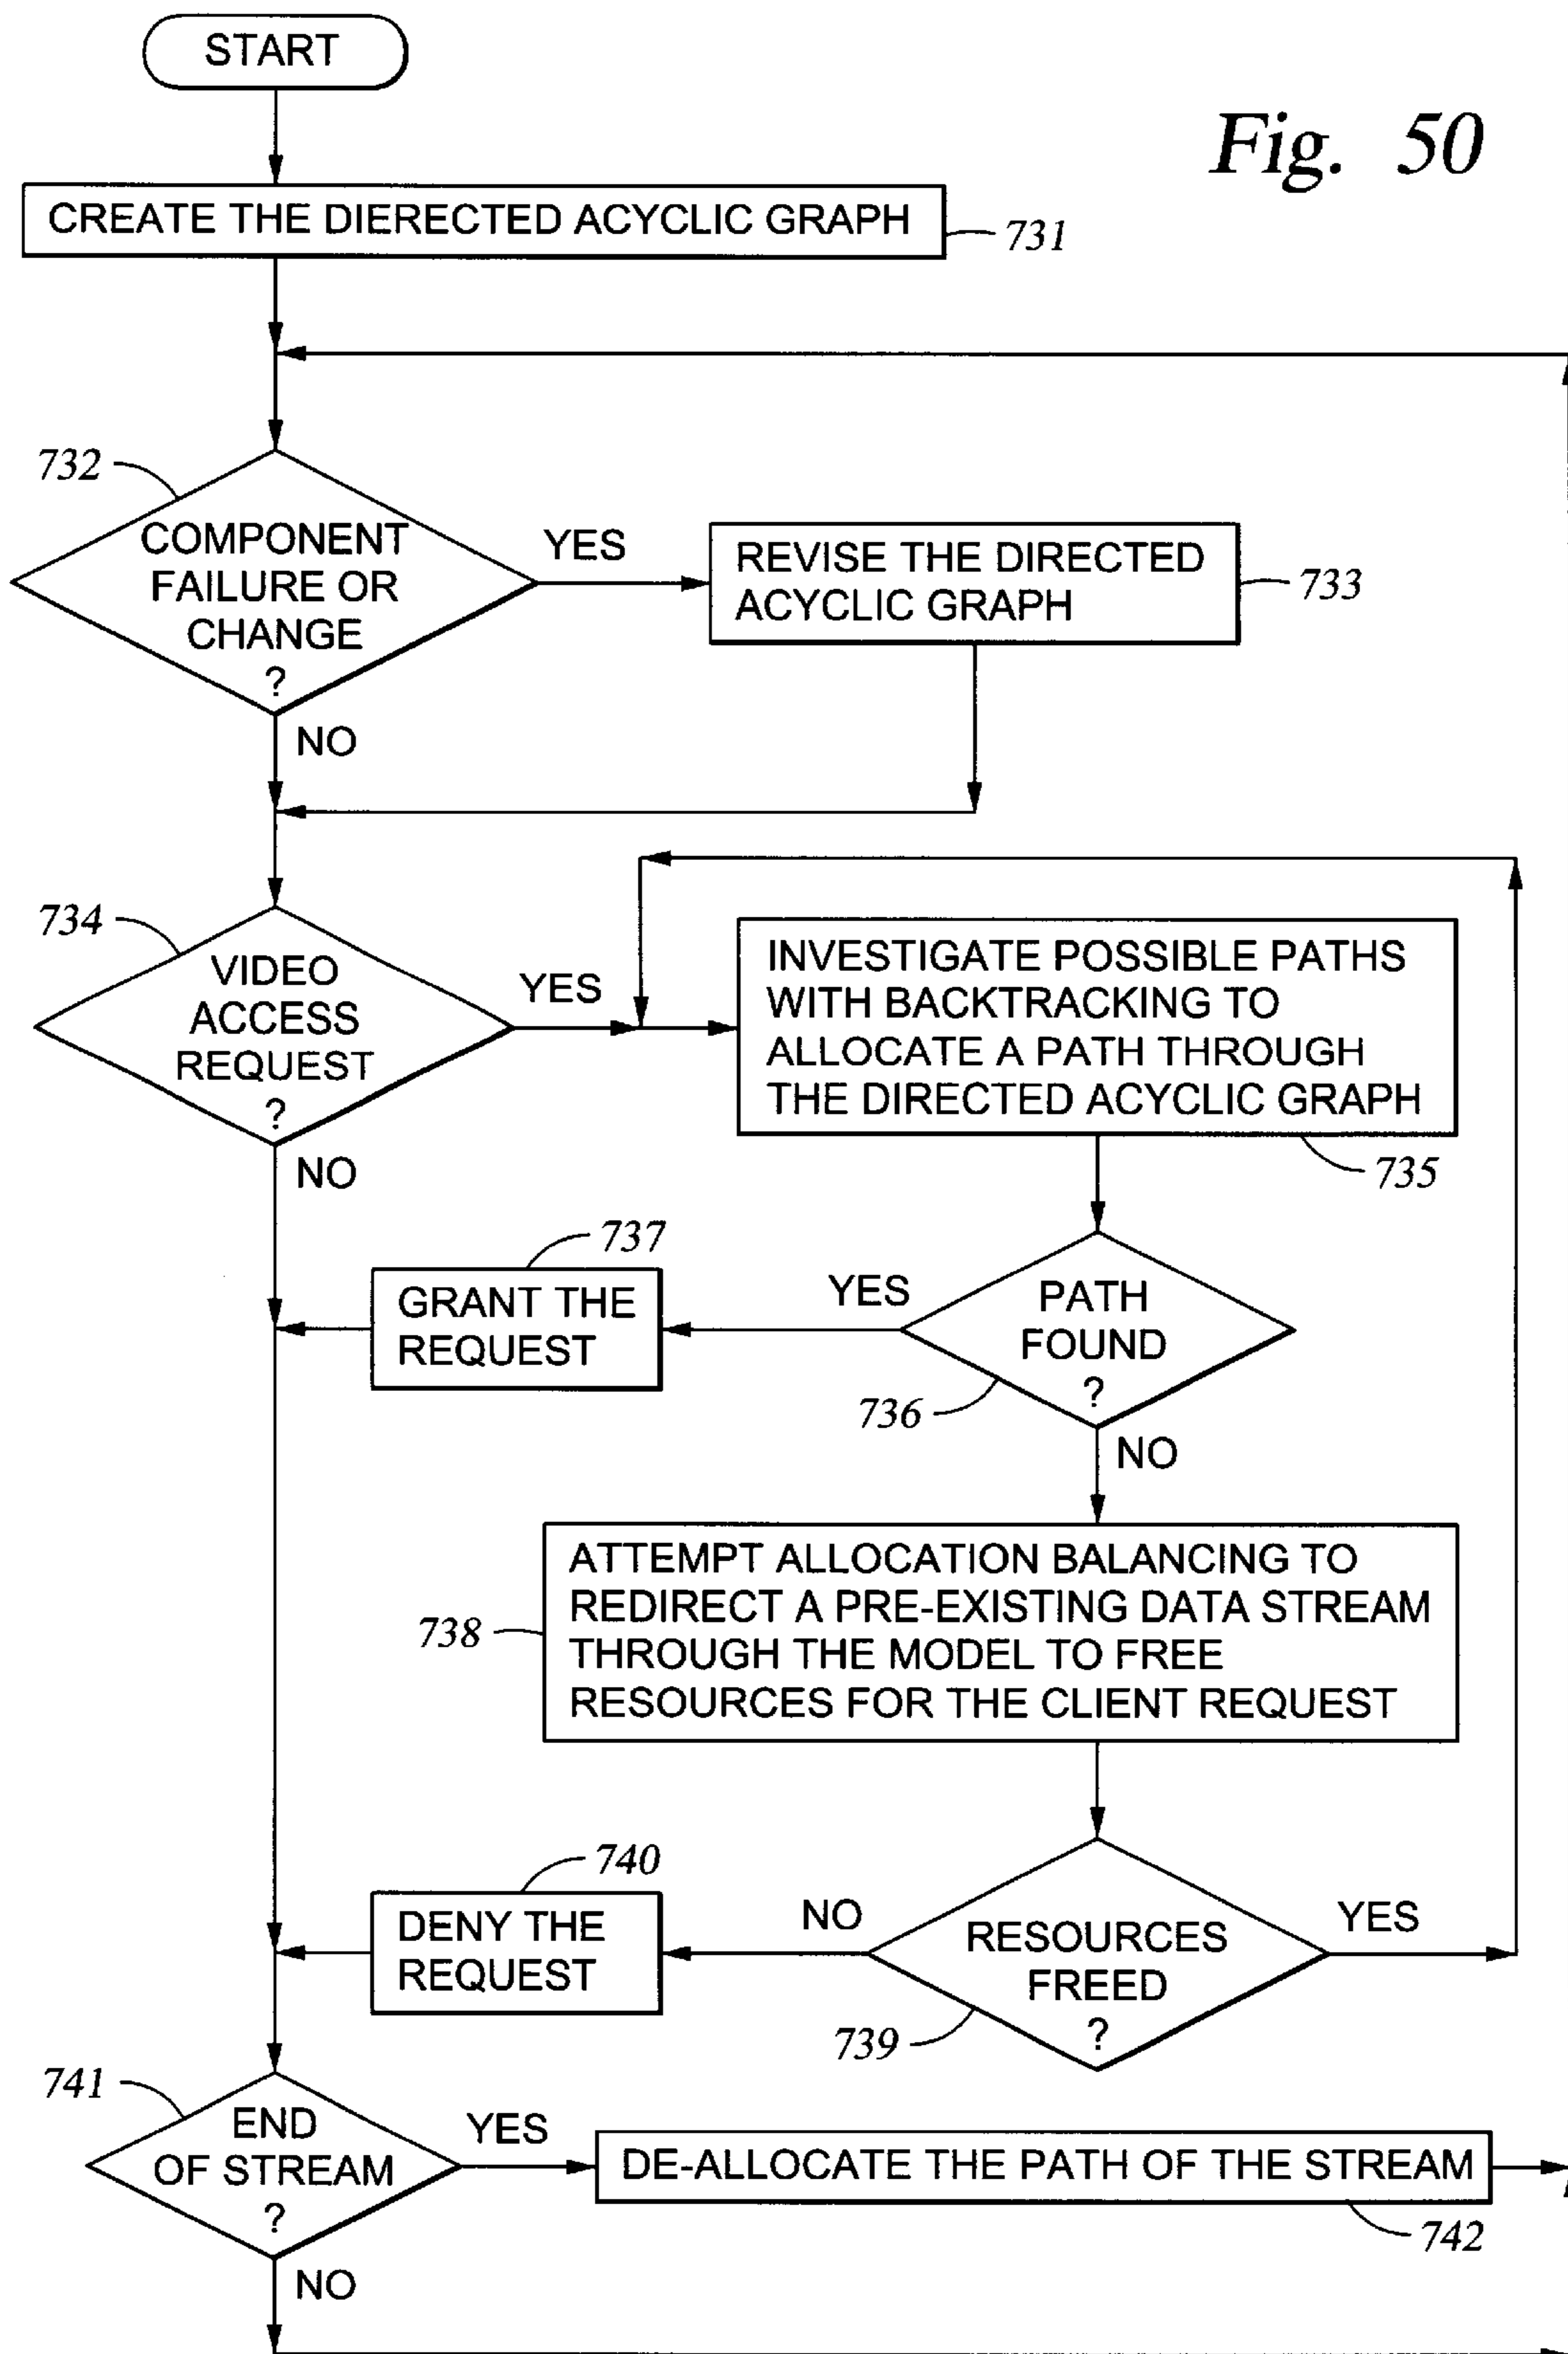 START
Fig. 50
CREATE THE DIERECTED ACYCLIC GRAPH
731
732
COMPONENT
FAILURE OR
CHANGE
?
YES
REVISE THE DIRECTED
ACYCLIC GRAPH
733
NO
734
VIDEO
ACCESS
REQUEST
?
YES
INVESTIGATE POSSIBLE PATHS
WITH BACKTRACKING TO
ALLOCATE A PATH THROUGH
THE DIRECTED ACYCLIC GRAPH
735
NO
737
GRANT THE
REQUEST
YES
PATH
FOUND
?
736
NO
738
ATTEMPT ALLOCATION BALANCING TO
REDIRECT A PRE-EXISTING DATA STREAM
THROUGH THE MODEL TO FREE
RESOURCES FOR THE CLIENT REQUEST
740
DENY THE
REQUEST
NO
RESOURCES
FREED
?
YES
739
741
END
OF STREAM
?
YES
DE-ALLOCATE THE PATH OF THE STREAM
742
NO